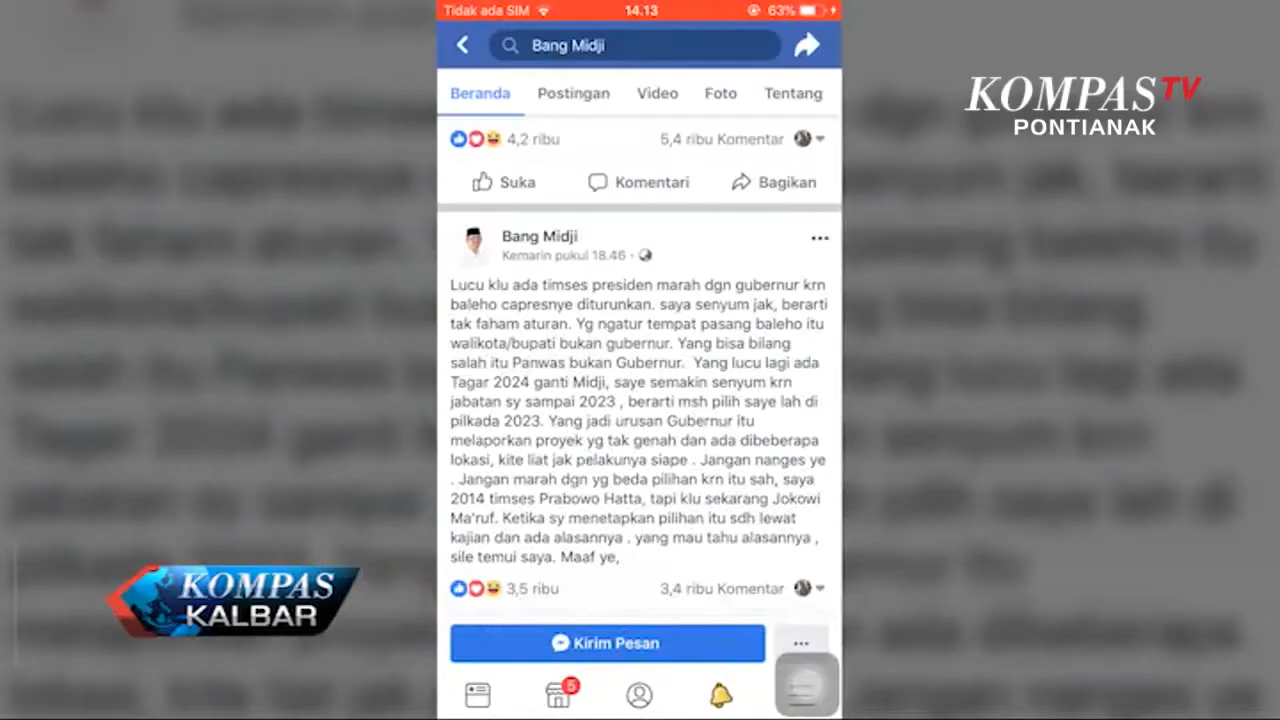 Tidak ada SIM
14.13
63%
Bang Midji
KOMPAS TV
PONTIANAK
Beranda
Postingan
Video
Foto
Tentang
4,2 ribu
5,4 ribu Komentar
Suka
Komentari
Bagikan
Bang Midji
Kemarin pukul 18.46 ·
Lucu klu ada timses presiden marah dgn gubernur krn
baleho capresnye diturunkan. saya senyum jak, berarti
tak faham aturan. Yg ngatur tempat pasang baleho itu
walikota/bupati bukan gubernur. Yang bisa bilang
salah itu Panwas bukan Gubernur. Yang lucu lagi ada
Tagar 2024 ganti Midji, saye semakin senyum krn
jabatan sy sampai 2023 , berarti msh pilih saye lah di
pilkada 2023. Yang jadi urusan Gubernur itu
melaporkan proyek yg tak genah dan ada dibeberapa
lokasi, kite liat jak pelakunya siape . Jangan nanges ye
. Jangan marah dgn yg beda pilihan krn itu sah, saya
2014 timses Prabowo Hatta, tapi klu sekarang Jokowi
Ma'ruf. Ketika sy menetapkan pilihan itu sdh lewat
kajian dan ada alasannya . yang mau tahu alasannya ,
sile temui saya. Maaf ye,
3,5 ribu
3,4 ribu Komentar
KOMPAS
KALBAR
Kirim Pesan
5